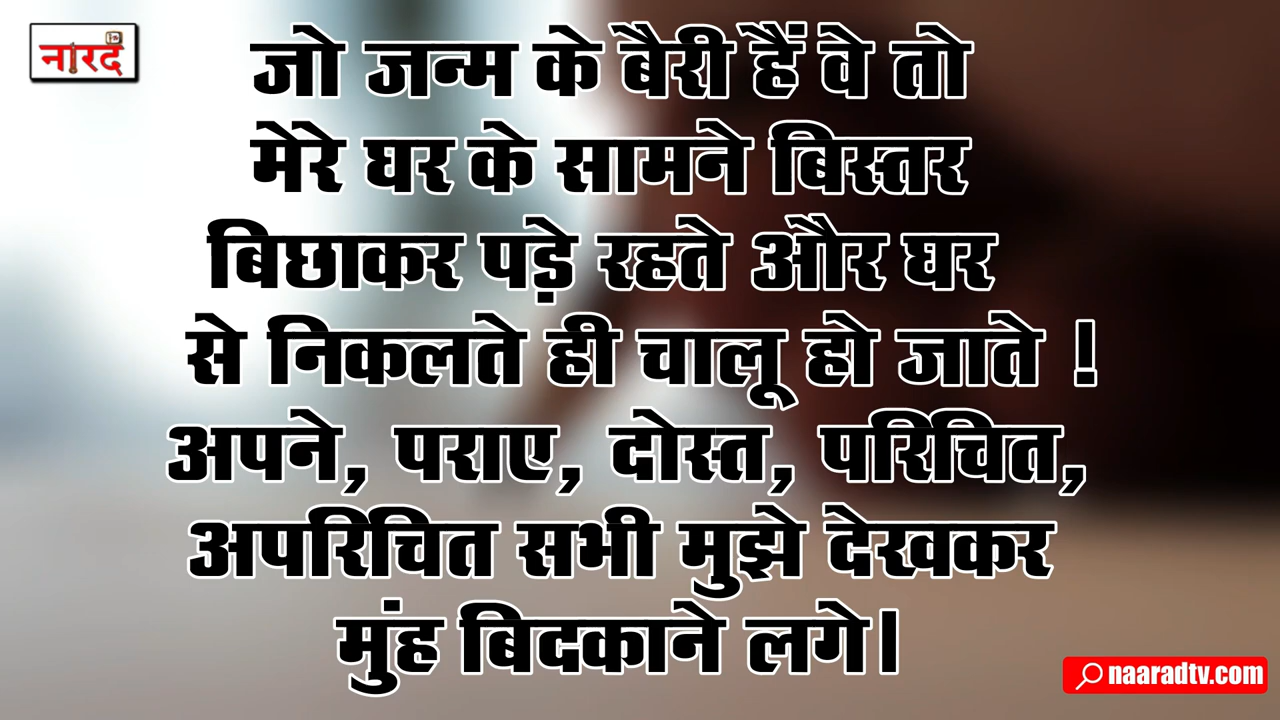 नारद
जो जन्म के बैरी हैं वे तो
मेरे घर के सामने बिस्तर
बिछाकर पड़े रहते और घर
से निकलते ही चालू हो जाते !
अपने, पराए, दोस्त, परिचित,
अपरिचित सभी मुझे देखकर
मुंह बिदकाने लगे।
naaradtv.com